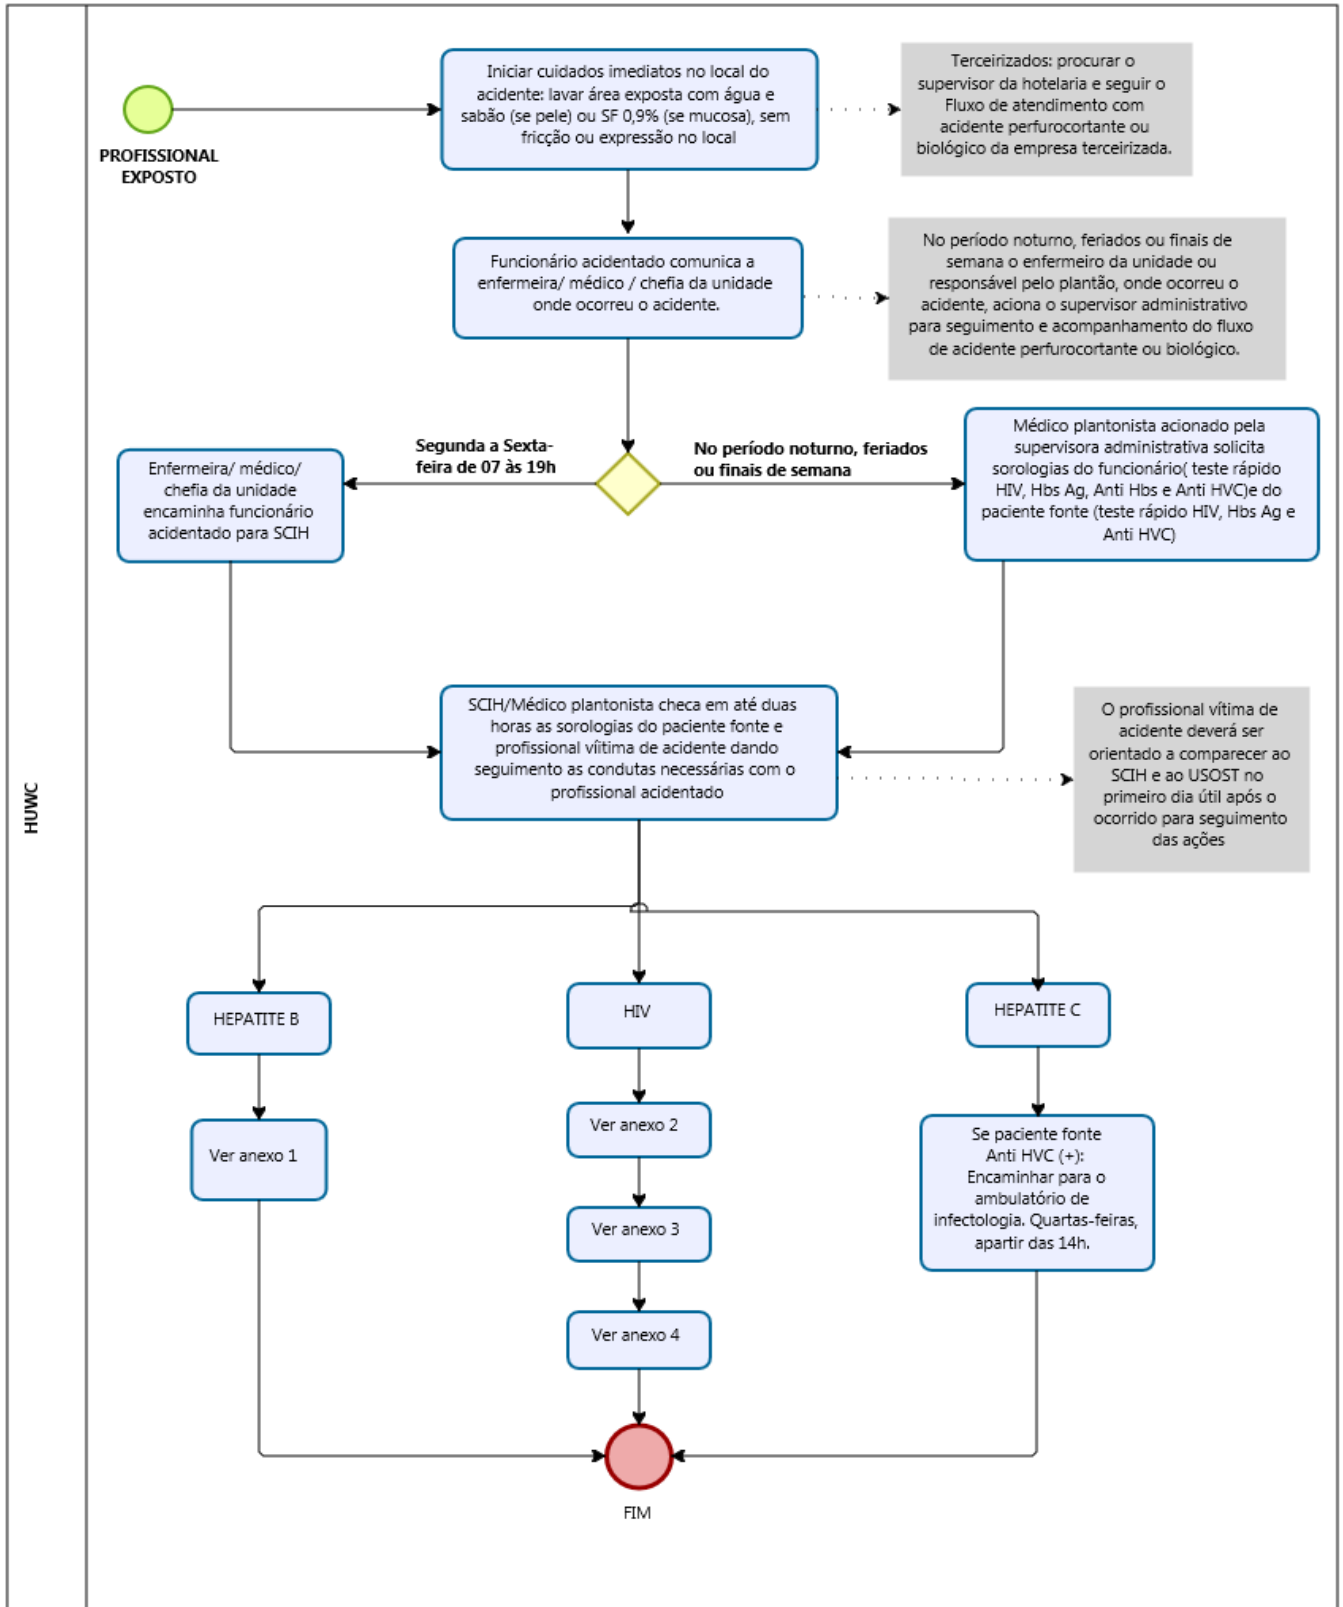 HUWC
PROFISSIONAL
EXPOSTO
Iniciar cuidados imediatos no local do
acidente: lavar área exposta com água e
sabão (se pele) ou SF 0,9% (se mucosa), sem
fricção ou expressão no local
Terceirizados: procurar o
supervisor da hotelaria e seguir o
Fluxo de atendimento com
acidente perfurocortante ou
biológico da empresa terceirizada.
Funcionário acidentado comunica a
enfermeira/ médico / chefia da unidade
onde ocorreu o acidente.
No período noturno, feriados ou finais de
semana o enfermeiro da unidade ou
responsável pelo plantão, onde ocorreu o
acidente, aciona o supervisor administrativo
para seguimento e acompanhamento do fluxo
de acidente perfurocortante ou biológico.
Segunda a Sexta-
feira de 07 às 19h
No período noturno, feriados
ou finais de semana
Enfermeira/ médico/
chefia da unidade
encaminha funcionário
acidentado para SCIH
Médico plantonista acionado pela
supervisora administrativa solicita
sorologias do funcionário( teste rápido
HIV, Hbs Ag, Anti Hbs e Anti HVC)e do
paciente fonte (teste rápido HIV, Hbs Ag e
Anti HVC)
SCIH/Médico plantonista checa em até duas
horas as sorologias do paciente fonte e
profissional víitima de acidente dando
seguimento as condutas necessárias com o
profissional acidentado
O profissional vítima de
acidente deverá ser
orientado a comparecer ao
SCIH e ao USOST no
primeiro dia útil após o
ocorrido para seguimento
das ações
HEPATITE B
HIV
HEPATITE C
Ver anexo 1
Ver anexo 2
Ver anexo 3
Ver anexo 4
Se paciente fonte
Anti HVC (+):
Encaminhar para o
ambulatório de
infectologia. Quartas-feiras,
apartir das 14h.
FIM